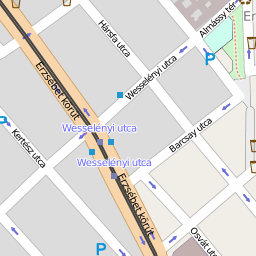 Hársfa utca
Almássy tér
Er
P
Erzsébet körút
Wesselényi utca
P
Kertész utca
Wesselényi utca
Wesselényi utca
Barcsay utca
Erzsébet körút
Osvát utca
P